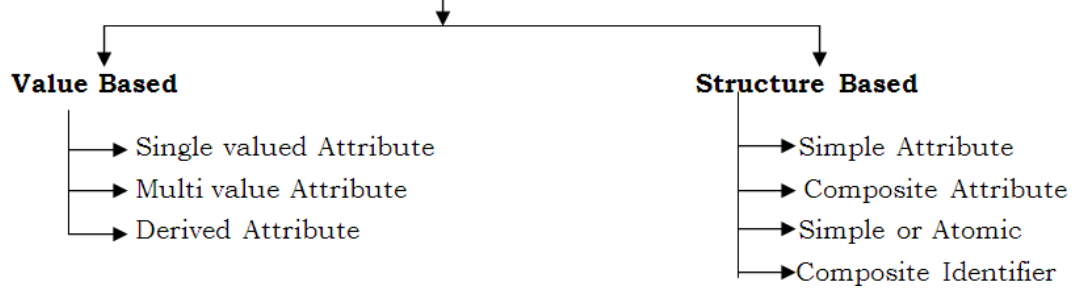 Value Based
Single valued Attribute
Multi value Attribute
Derived Attribute
Structure Based
Simple Attribute
Composite Attribute
Simple or Atomic
Composite Identifier